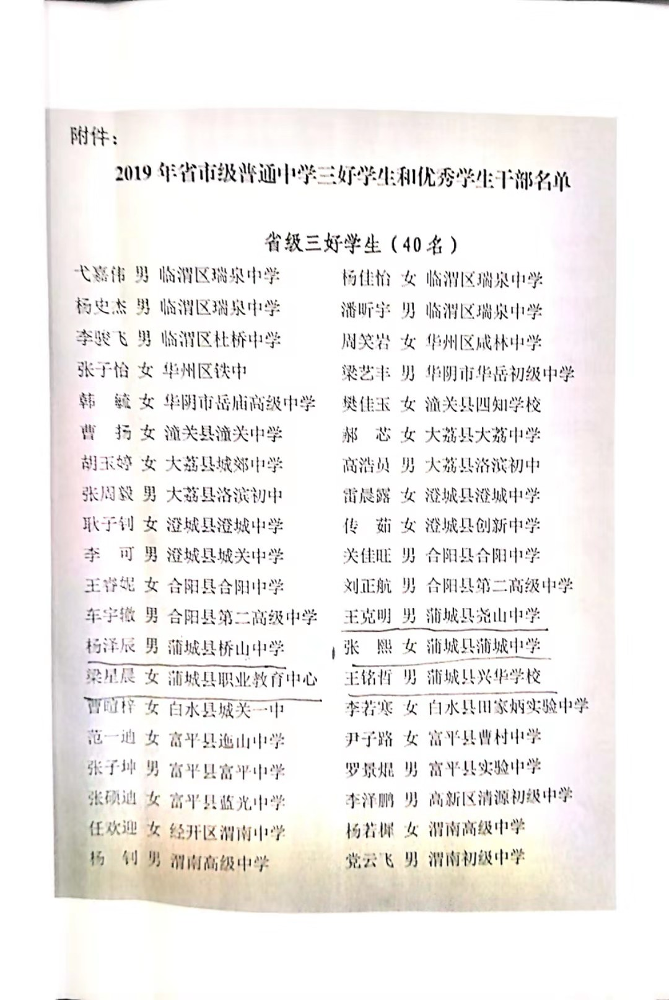 附件：
2019年省市级普通中学三好学生和优秀学生干部名单
省级三好学生（40名）
弋嘉伟 男 临渭区瑞泉中学 杨佳怡 女 临渭区瑞泉中学
杨史杰 男 临渭区瑞泉中学 潘昕宇 男 临渭区瑞泉中学
李骏飞 男 临渭区杜桥中学 周笑岩 女 华州区咸林中学
张于怡 女 华州区铁中 梁艺丰 男 华阴市华岳初级中学
韩 毓 女 华阴市岳庙高级中学 樊佳玉 女 潼关县四知学校
曹 扬 女 潼关县潼关中学 郝 芯 女 大荔县大荔中学
胡玉婷 女 大荔县城郊中学 高浩员 男 大荔县洛滨初中
张周毅 男 大荔县洛滨初中 雷晨露 女 澄城县澄城中学
耿于钊 女 澄城县澄城中学 传 茹 女 澄城县创新中学
李 可 男 澄城县城关中学 关佳旺 男 合阳县合阳中学
王睿妮 女 合阳县合阳中学 刘正航 男 合阳县第二高级中学
车宇辙 男 合阳县第二高级中学 王克明 男 蒲城县尧山中学
杨泽辰 男 蒲城县桥山中学 张 熙 女 蒲城县蒲城中学
梁星晨 女 蒲城县职业教育中心 王铭哲 男 蒲城县兴华学校
曹暄梓 女 白水县城关一中 李若寒 女 白水县田家炳实验中学
范一迪 女 富平县迤山中学 尹子路 女 富平县曹村中学
张子坤 男 富平县富平中学 罗景焜 男 富平县实验中学
张硕迪 女 富平县蓝光中学 李泽鹏 男 高新区清源初级中学
任欢迎 女 经开区渭南中学 杨若樨 女 渭南高级中学
杨 钊 男 渭南高级中学 党云飞 男 渭南初级中学